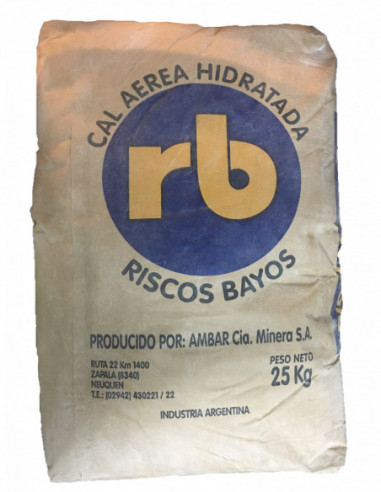 CAL AEREA HIDRATADA
rb
RISCOS BAYOS
PRODUCIDO POR: AMBAR Cia. Minera S.A.
RUTA 22 Km 1400
ZAPALA (8340)
NEUQUEN
T.E.: (02942) 430221 / 22
PESO NETO
25 Kg
INDUSTRIA ARGENTINA